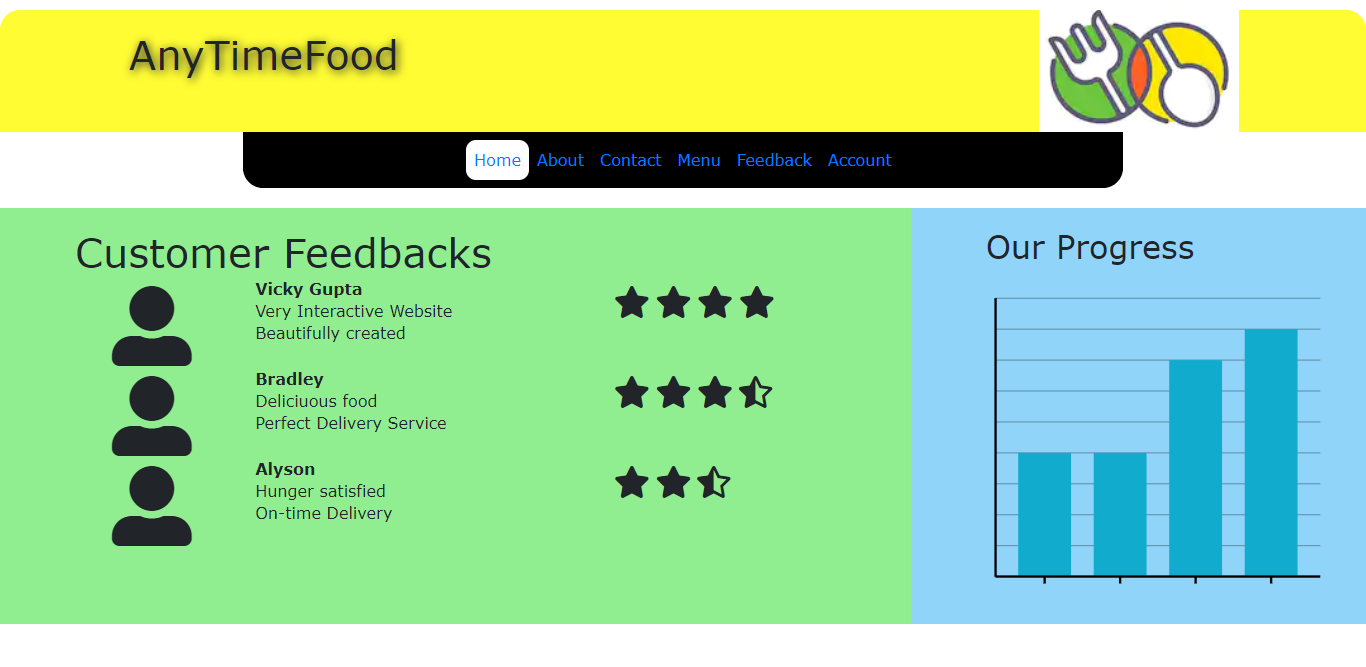 AnyTimeFood
Home About Contact Menu Feedback Account
Customer Feedbacks
Vicky Gupta
Very Interactive Website
Beautifully created
Bradley
Deliciuous food
Perfect Delivery Service
Alyson
Hunger satisfied
On-time Delivery
Our Progress